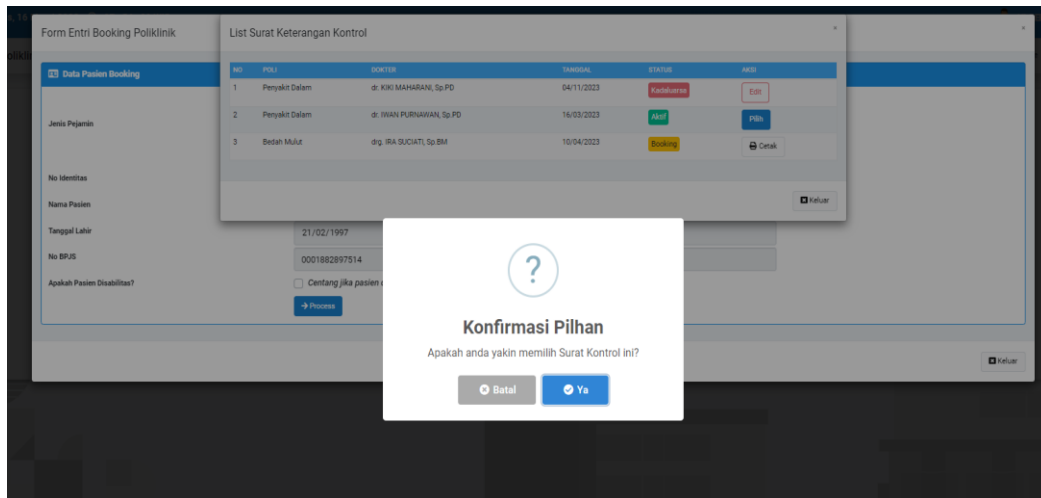 Form Entri Booking Poliklinik
List Surat Keterangan Kontrol
×
×
Data Pasien Booking
NO POLI DOKTER TANGGAL STATUS AKSI
1 Penyakit Dalam dr. KIKI MAHARANI, Sp.PD 04/11/2023 Kadaluarsa Edit
2 Penyakit Dalam dr. IWAN PURNAWAN, Sp.PD 16/03/2023 Aktif Pilih
3 Bedah Mulut drg. IRA SUCIATI, Sp.BM 10/04/2023 Booking Cetak
Keluar
Jenis Pejamin
No Identitas
Nama Pasien
Tanggal Lahir 21/02/1997
No BPJS 0001882897514
Apakah Pasien Disabilitas? Centang jika pasien
Process
Konfirmasi Pilhan
Apakah anda yakin memilih Surat Kontrol ini?
Batal Ya
Keluar